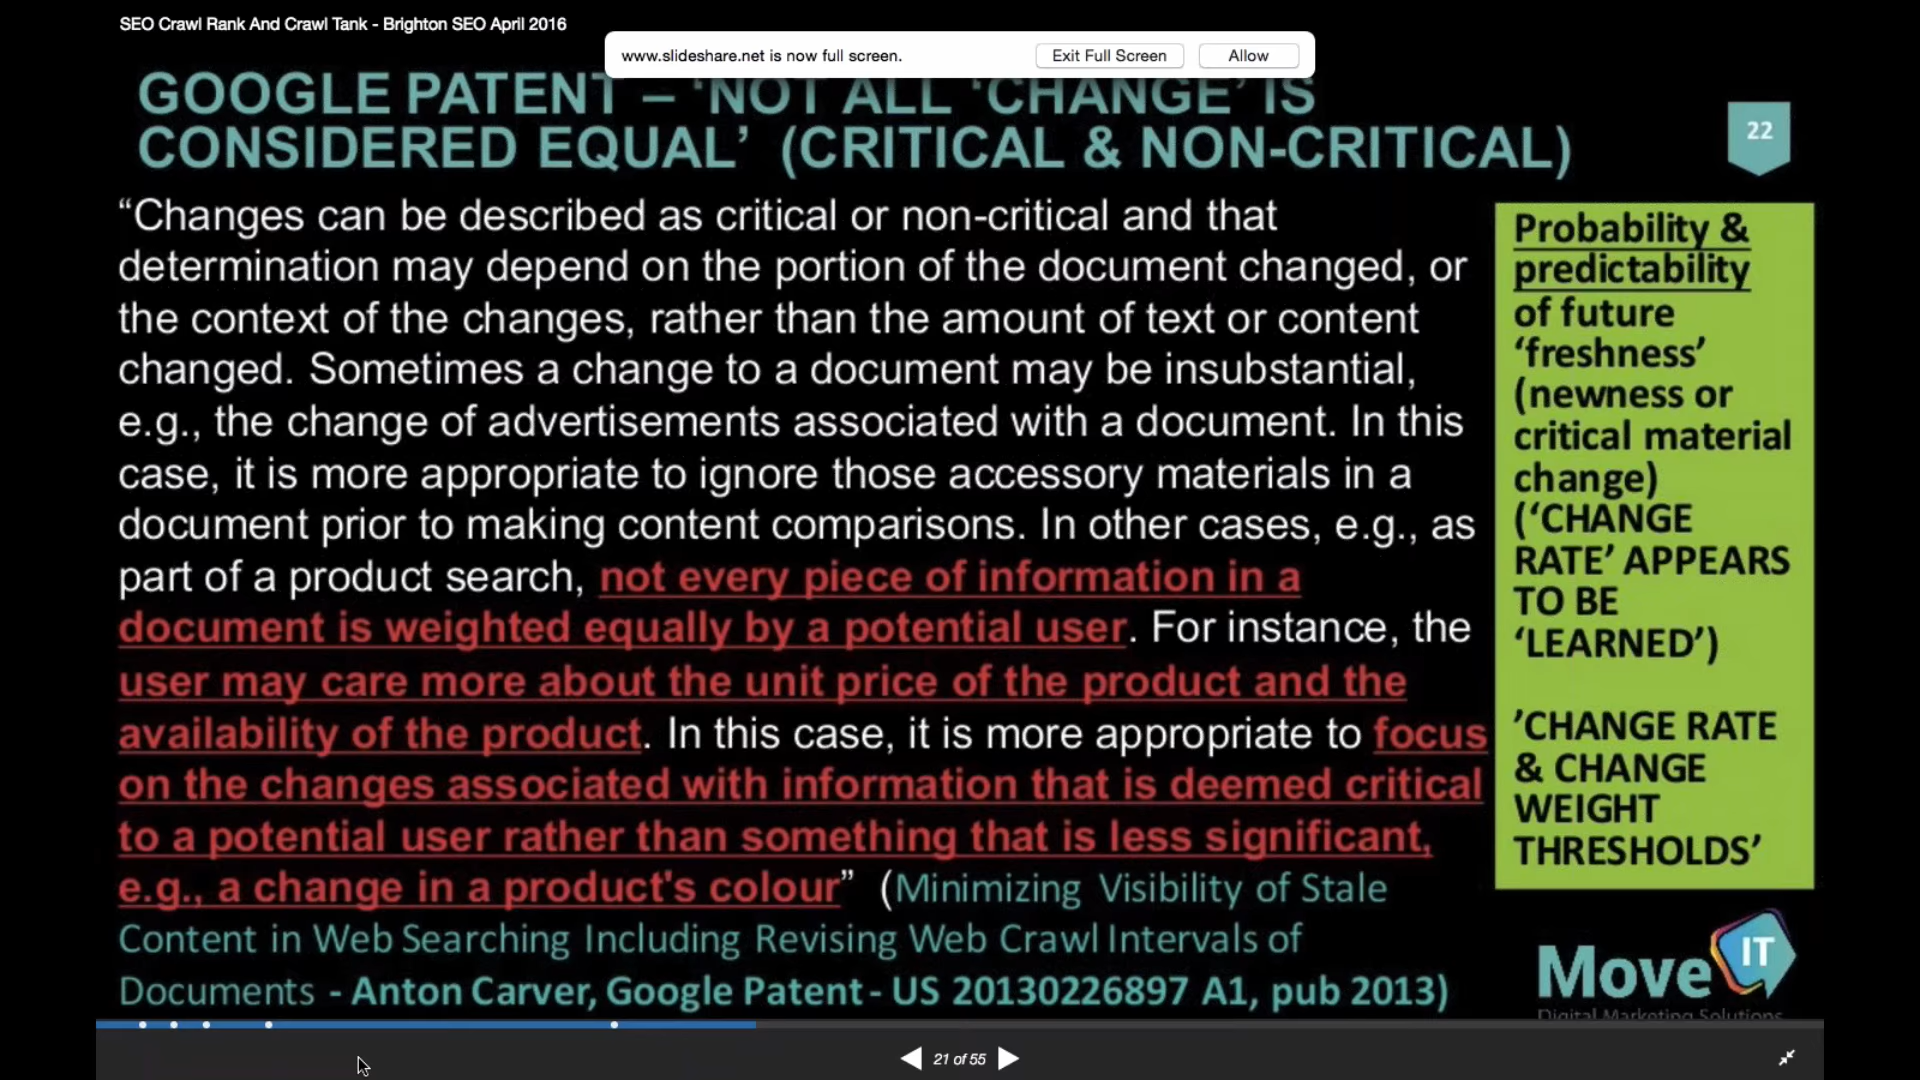 SEO Crawl Rank And Crawl Tank - Brighton SEO April 2016
www.slideshare.net is now full screen.
Exit Full Screen
Allow
GOOGLE PATENT – ‘NOT ALL ‘CHANGE’ IS
CONSIDERED EQUAL’ (CRITICAL & NON-CRITICAL)
22
“Changes can be described as critical or non-critical and that
determination may depend on the portion of the document changed, or
the context of the changes, rather than the amount of text or content
changed. Sometimes a change to a document may be insubstantial,
e.g., the change of advertisements associated with a document. In this
case, it is more appropriate to ignore those accessory materials in a
document prior to making content comparisons. In other cases, e.g., as
part of a product search, not every piece of information in a
document is weighted equally by a potential user. For instance, the
user may care more about the unit price of the product and the
availability of the product. In this case, it is more appropriate to focus
on the changes associated with information that is deemed critical
to a potential user rather than something that is less significant,
e.g., a change in a product's colour” (Minimizing Visibility of Stale
Content in Web Searching Including Revising Web Crawl Intervals of
Documents - Anton Carver, Google Patent - US 20130226897 A1, pub 2013)
Probability &
predictability
of future
‘freshness’
(newness or
critical material
change)
(‘CHANGE
RATE’ APPEARS
TO BE
‘LEARNED’)
’CHANGE RATE
& CHANGE
WEIGHT
THRESHOLDS’
Move IT
Digital Marketing Solutions
21 of 55